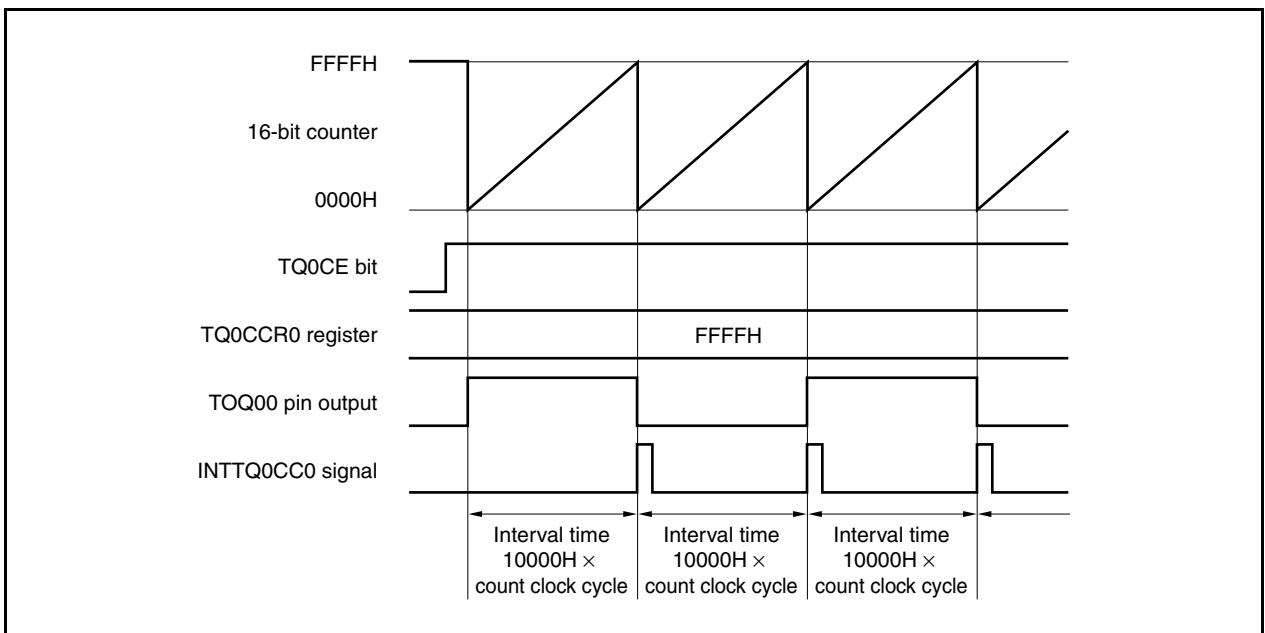 FFFFH
16-bit counter
0000H
TQ0CE bit
TQ0CCR0 register
FFFFH
TOQ00 pin output
INTTQ0CC0 signal
Interval time
10000H ×
count clock cycle
Interval time
10000H ×
count clock cycle
Interval time
10000H ×
count clock cycle